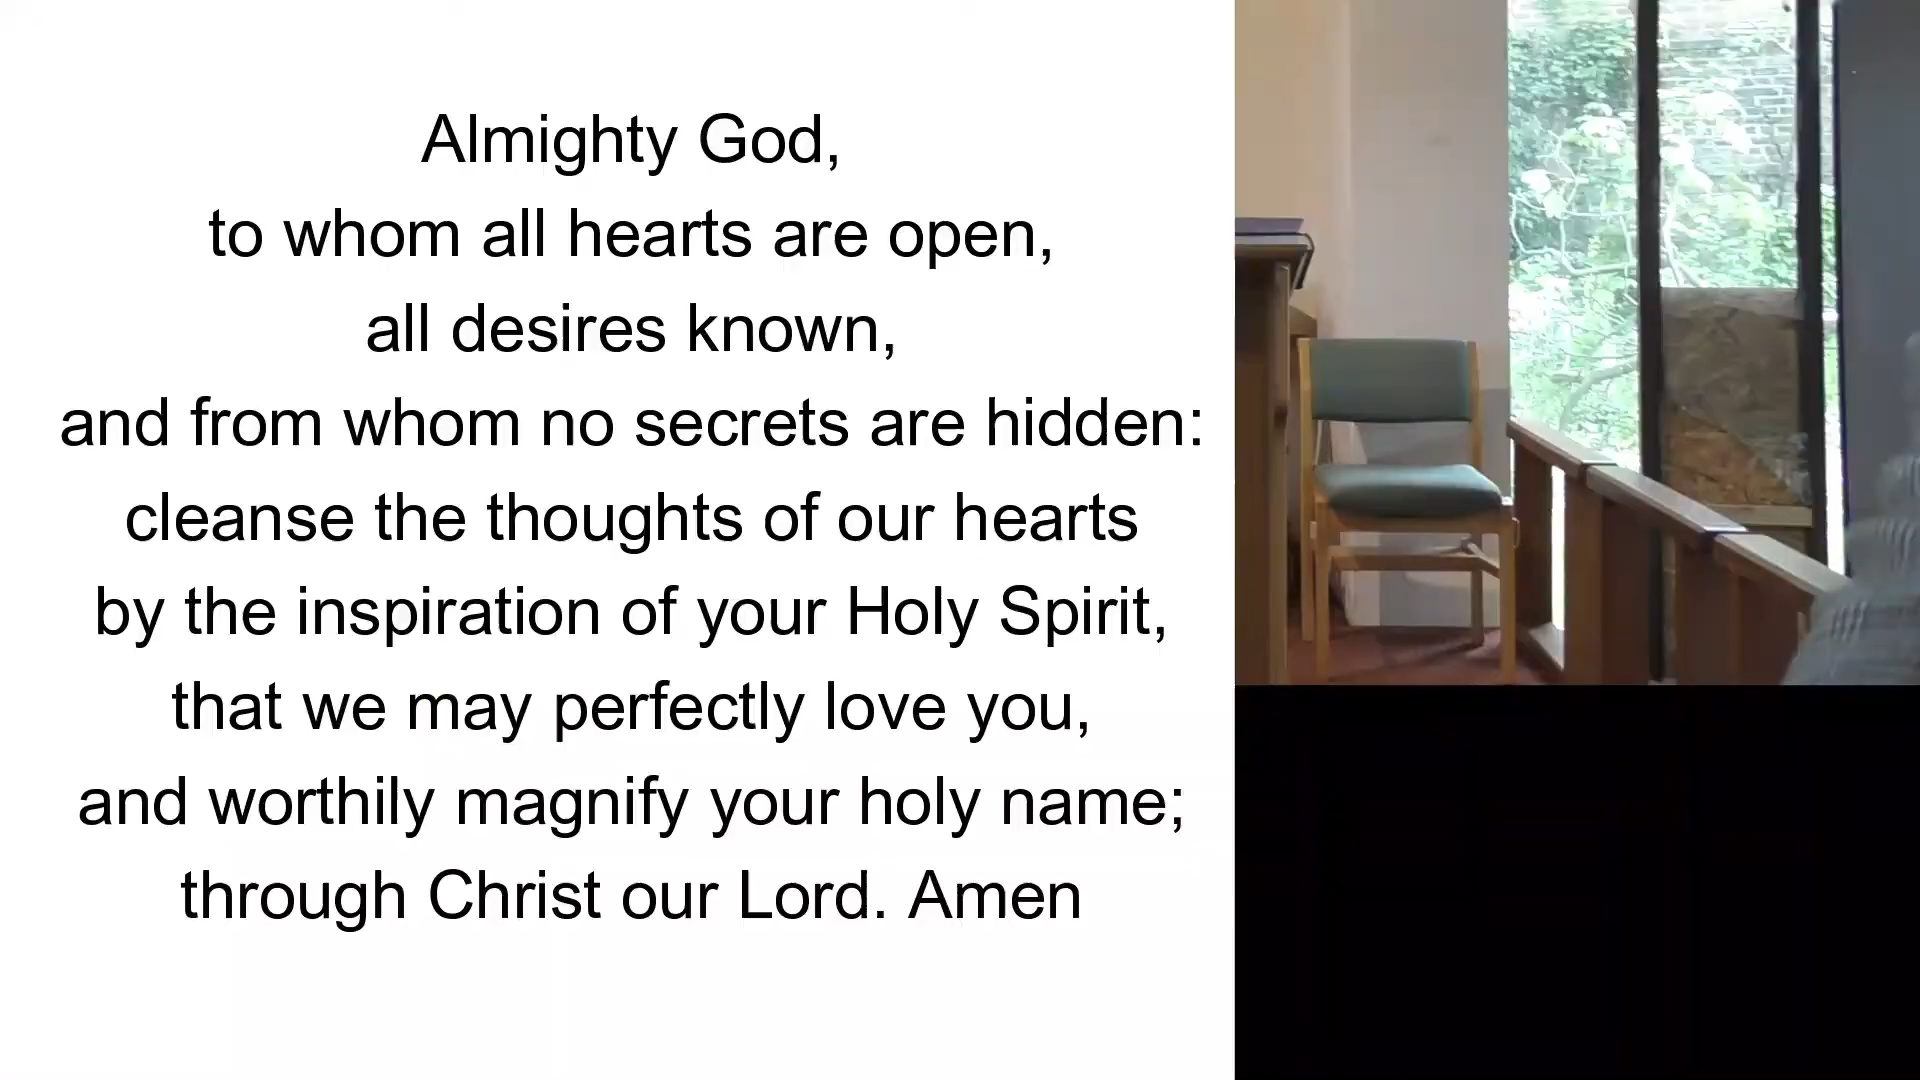 Almighty God,
to whom all hearts are open,
all desires known,
and from whom no secrets are hidden:
cleanse the thoughts of our hearts
by the inspiration of your Holy Spirit,
that we may perfectly love you,
and worthily magnify your holy name;
through Christ our Lord. Amen